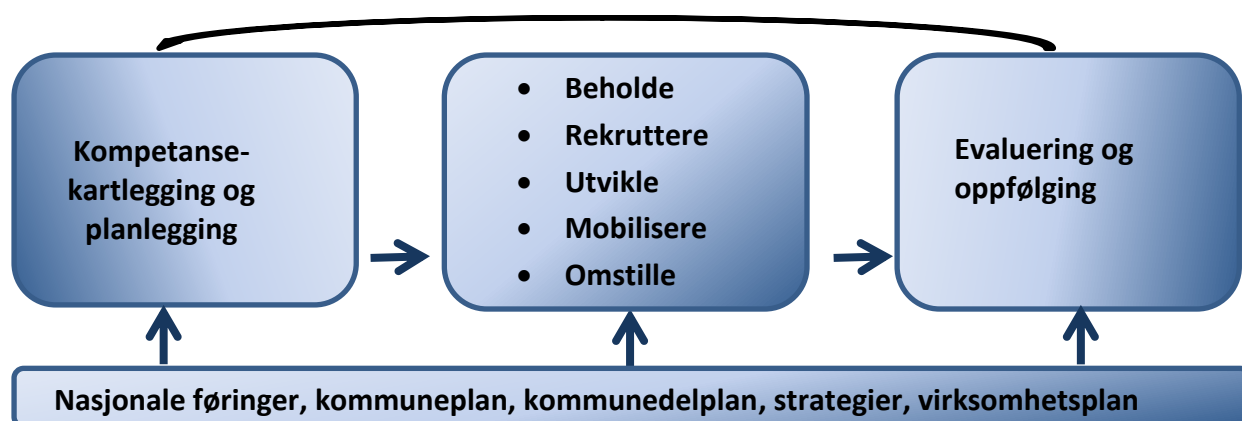 Kompetanse-
kartlegging og
planlegging
• Beholde
• Rekruttere
• Utvikle
• Mobilisere
• Omstille
Evaluering og
oppfølging
Nasjonale føringer, kommuneplan, kommunedelplan, strategier, virksomhetsplan